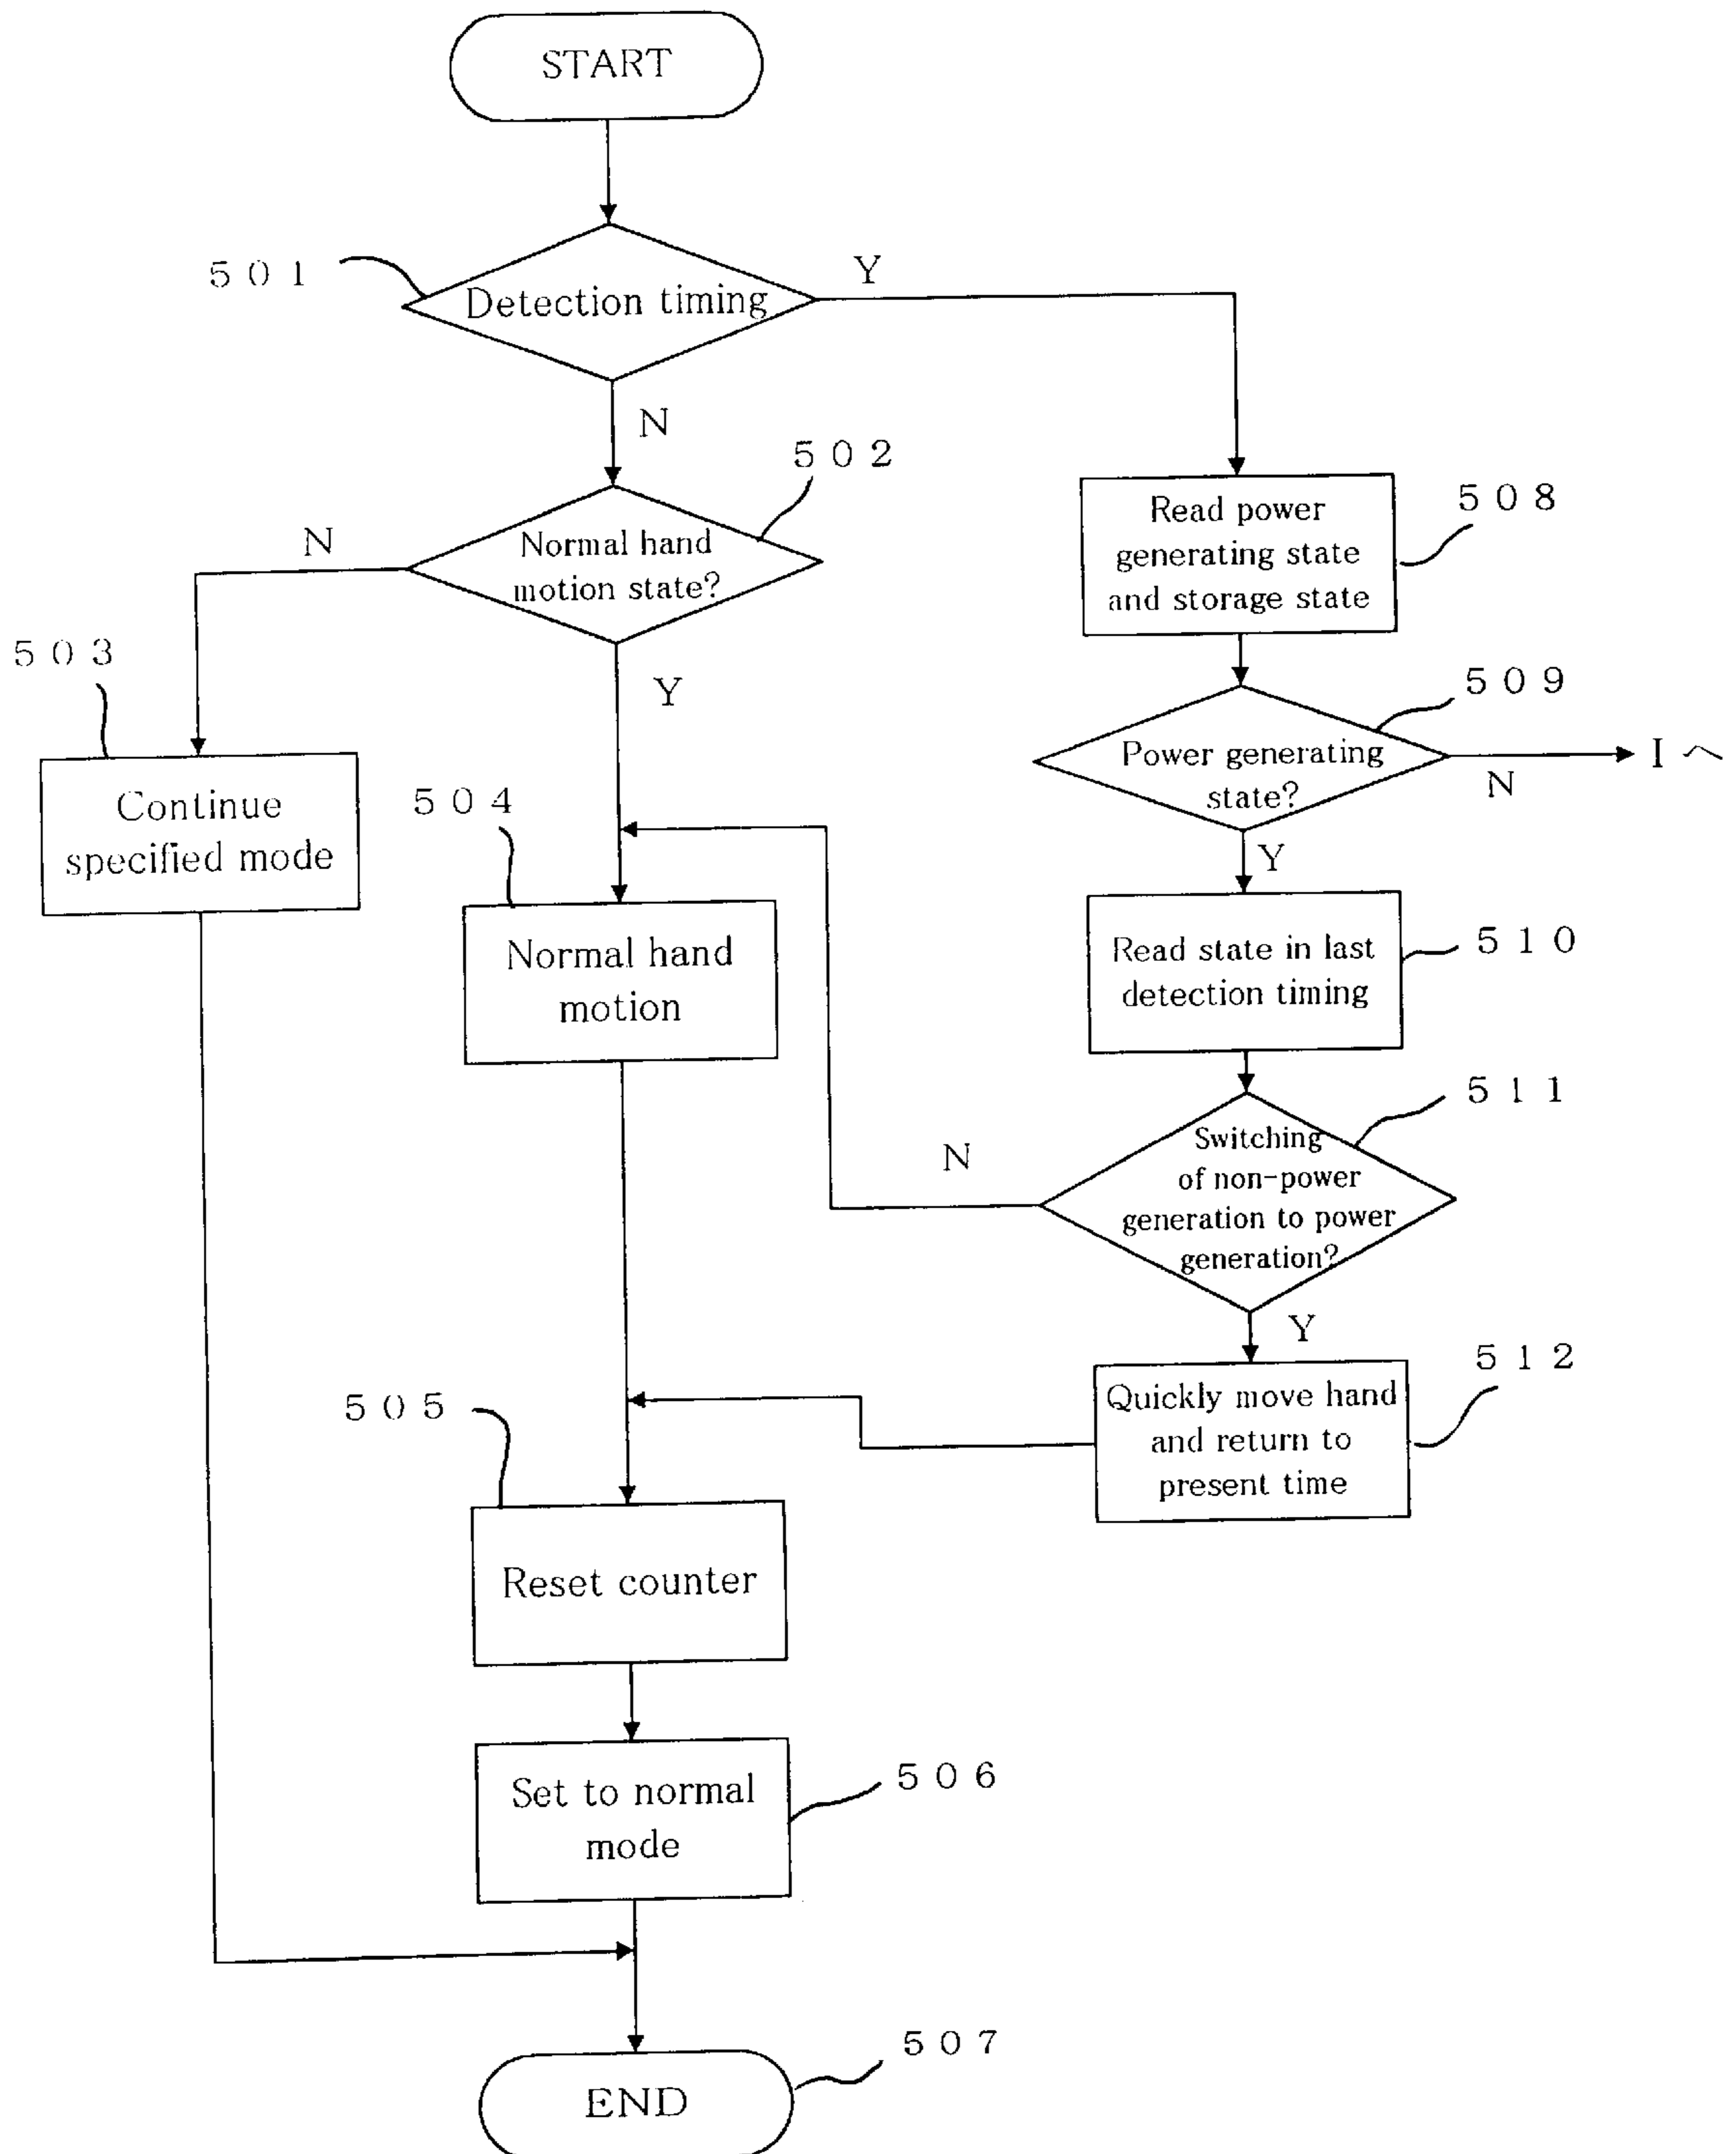 START
501
Detection timing
Y
N
502
Normal hand
motion state?
N
Y
503
Continue
specified mode
504
Normal hand
motion
505
Reset counter
Set to normal
mode
506
END
507
Read power
generating state
and storage state
508
Power generating
state?
509
N
I へ
Y
Read state in last
detection timing
510
Switching
of non-power
generation to power
generation?
511
N
Y
Quickly move hand
and return to
present time
512